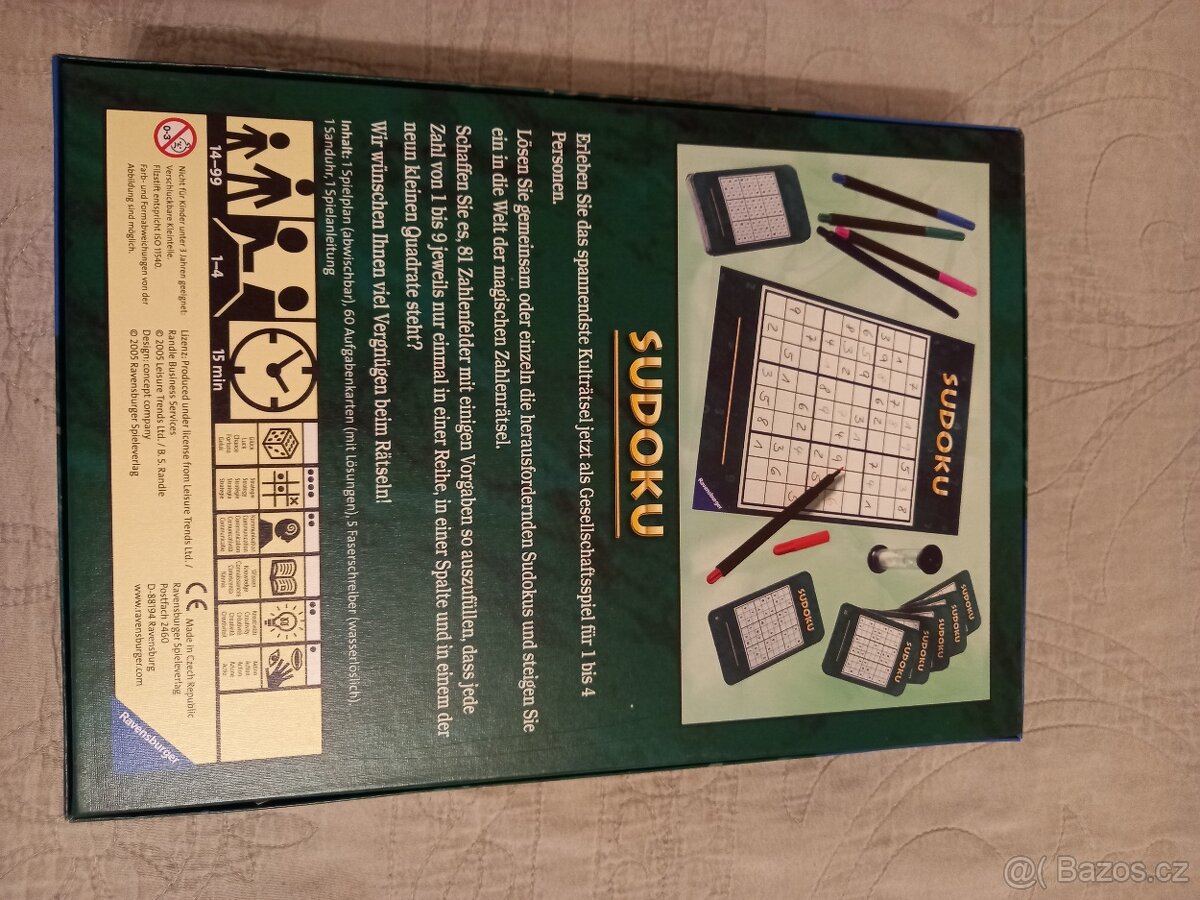 SUDOKU
Ravensburger
SUDOKU
SUDOKU
SUDOKU
SUDOKU
SUDOKU
SUDOKU
Erleben Sie das spannendste Kulträtsel jetzt als Gesellschaftsspiel für 1 bis 4
Personen.
Lösen Sie gemeinsam oder einzeln die herausfordernden Sudokus und steigen Sie
ein in die Welt der magischen Zahlenrätsel.
Schaffen Sie es, 81 Zahlenfelder mit einigen Vorgaben so auszufüllen, dass jede
Zahl von 1 bis 9 jeweils nur einmal in einer Reihe, in einer Spalte und in einem der
neun kleinen Quadrate steht?
Wir wünschen Ihnen viel Vergnügen beim Rätseln!
Inhalt: 1 Spielplan (abwischbar), 60 Aufgabenkarten (mit Lösungen), 5 Faserschreiber (wasserlöslich),
1 Sanduhr, 1 Spielanleitung
14–99
1–4
15 min
0-3
Nicht für Kinder unter 3 Jahren geeignet:
Verschluckbare Kleinteile.
Filzstift entspricht ISO 11540.
Farb- und Formabweichungen von der
Abbildung sind möglich.
Lizenz: Produced under license from Leisure Trends Ltd. /
Randle Business Services
© 2005 Leisure Trends Ltd. / B. S. Randle
Design: concept company
© 2005 Ravensburger Spieleverlag
CE Made in Czech Republic
Ravensburger Spieleverlag
Postfach 2460
D-88194 Ravensburg
www.ravensburger.com
Ravensburger
@( Bazos.cz